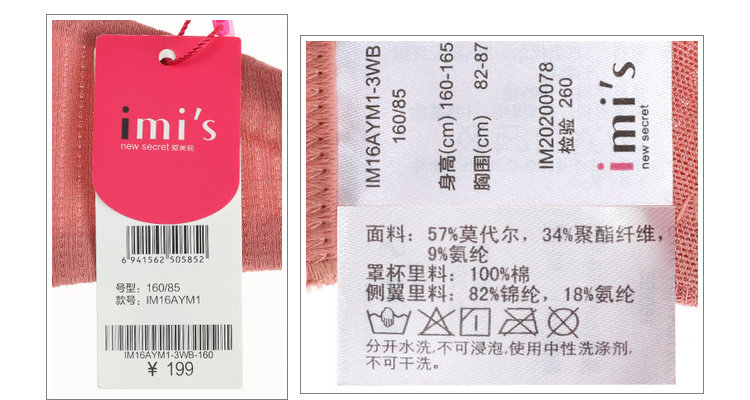 imi's
new secret 爱美丽
6 941562 505852
号型: 160/85
款号: IM16AYM1
IM16AYM1-3WB-160
¥ 199
IM16AYM1-3WB
160/85
身高(cm) 160-165
胸围(cm) 82-87
IM20200078
检验 260
imi's
new secret
面料: 57%莫代尔, 34%聚酯纤维,
9%氨纶
罩杯里料: 100%棉
侧翼里料: 82%锦纶, 18%氨纶
分开水洗,不可浸泡,使用中性洗涤剂,
不可干洗。